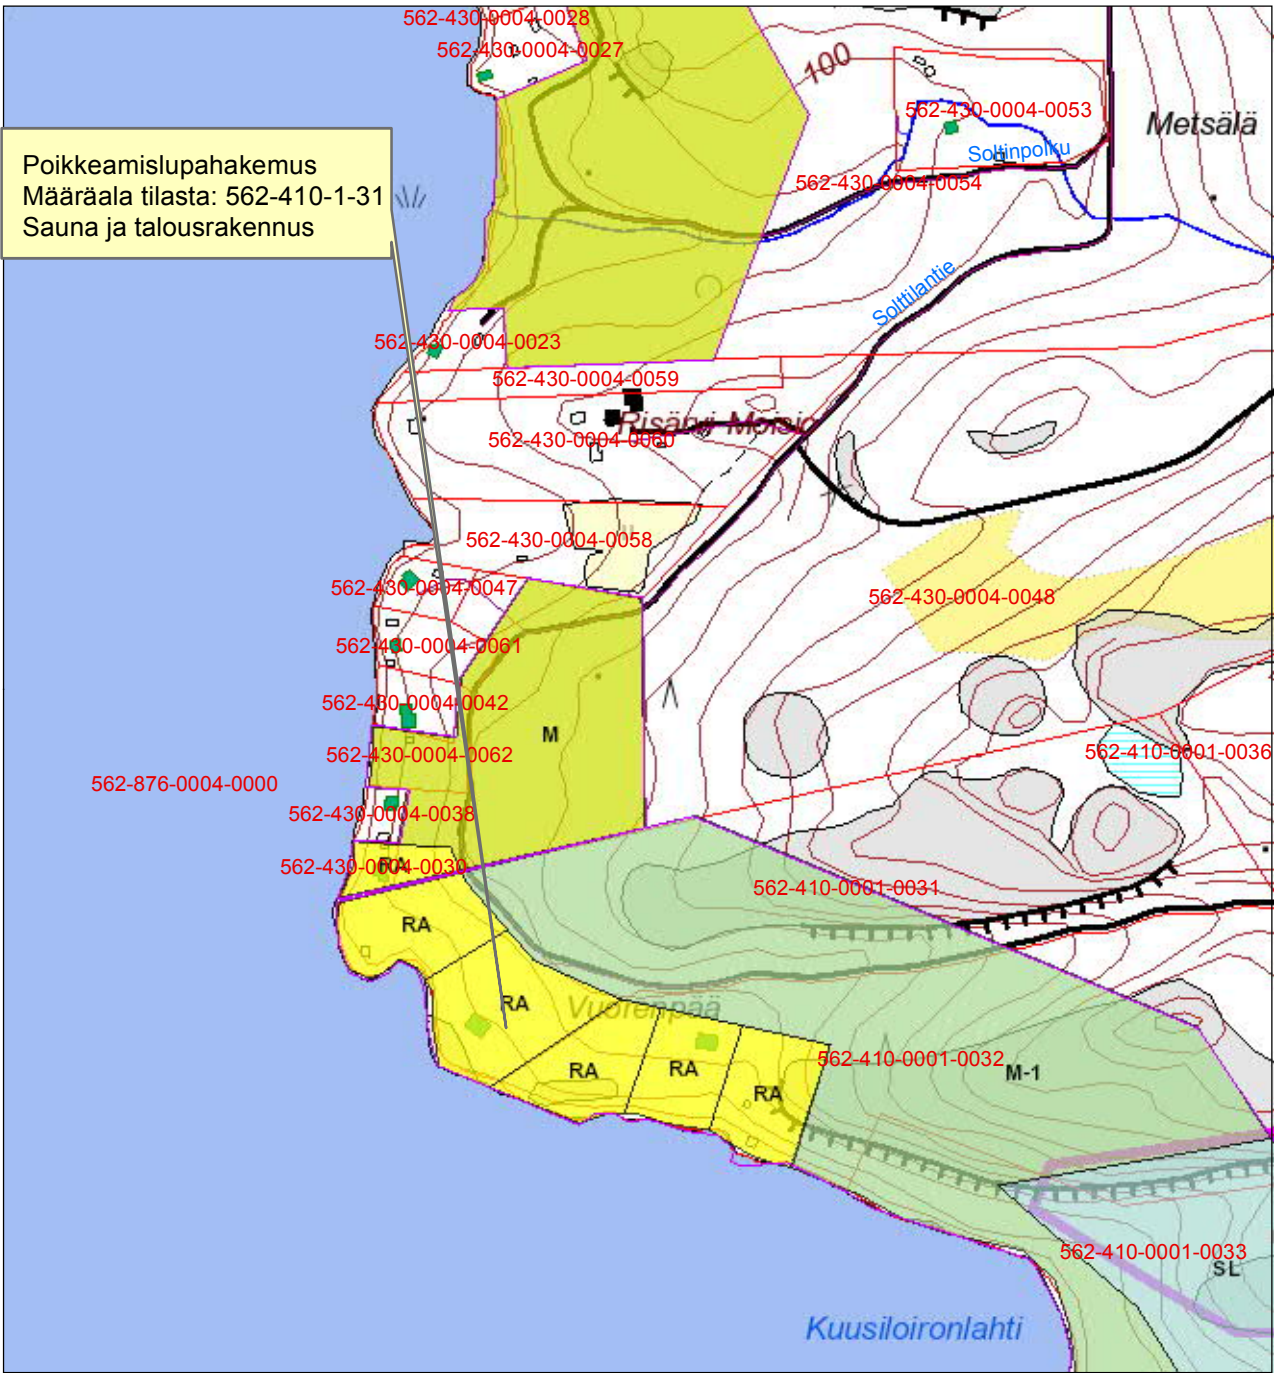 562-430-0004-0028
562-430-0004-0027
100
562-430-0004-0053
Metsälä
Soltinpolku
562-430-0004-0054
Poikkeamislupahakemus
Määräala tilasta: 562-410-1-31
Sauna ja talousrakennus
Solttilantie
562-430-0004-0023
562-430-0004-0059
Risärvi-Moisio
562-430-0004-0060
562-430-0004-0058
562-430-0004-0047
562-430-0004-0048
562-430-0004-0061
562-430-0004-0042
M
562-430-0004-0062
562-410-0001-0036
562-876-0004-0000
562-430-0004-0038
RA
562-430-0004-0030
562-410-0001-0031
RA
RA
Vuorenpää
562-410-0001-0032
RA
RA
M-1
RA
562-410-0001-0033
SL
Kuusiloironlahti